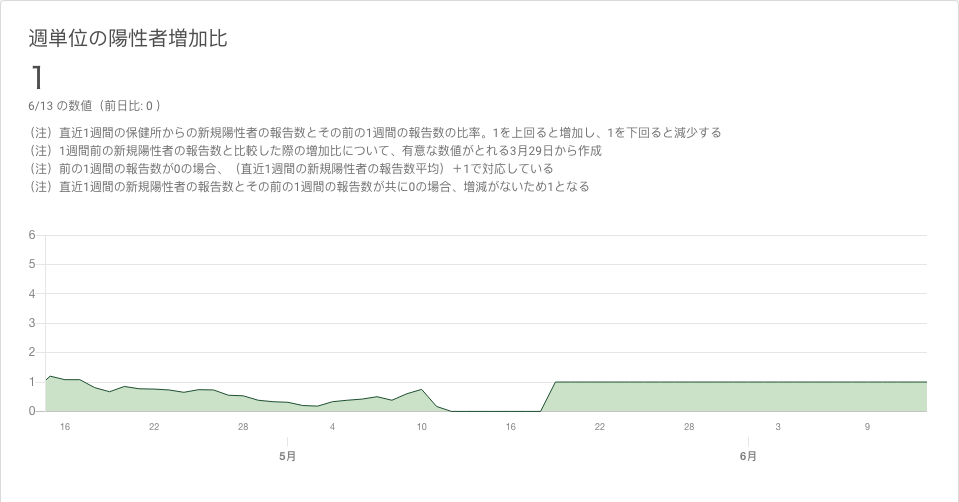 週単位の陽性者増加比
1
6/13 の数値（前日比: 0 ）
（注）直近1週間の保健所からの新規陽性者の報告数とその前の1週間の報告数の比率。1を上回ると増加し、1を下回ると減少する
（注）1週間前の新規陽性者の報告数と比較した際の増加比について、有意な数値がとれる3月29日から作成
（注）前の1週間の報告数が0の場合、（直近1週間の新規陽性者の報告数平均）＋1で対応している
（注）直近1週間の新規陽性者の報告数とその前の1週間の報告数が共に0の場合、増減がないため1となる
6
5
4
3
2
1
0
16 22 28 4 10 16 22 28 3 9
5月 6月